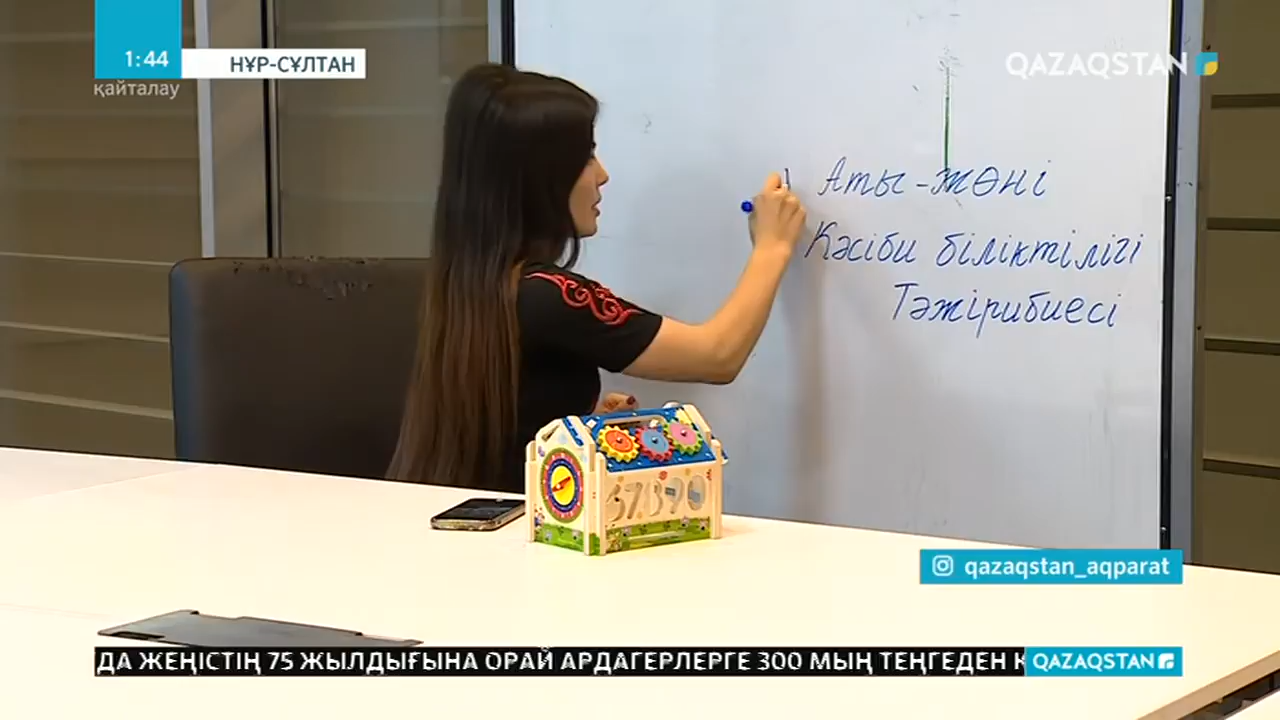 1:44
НҰР-СҰЛТАН
қайталау
QAZAQSTAN
Аты-жөні
Кәсіби біліктілігі
Тәжірибиесі
67890
qazaqstan_aqparat
ДА ЖЕҢІСТІҢ 75 ЖЫЛДЫҒЫНА ОРАЙ АРДАГЕРЛЕРГЕ 300 МЫҢ ТЕҢГЕДЕН
QAZAQSTAN